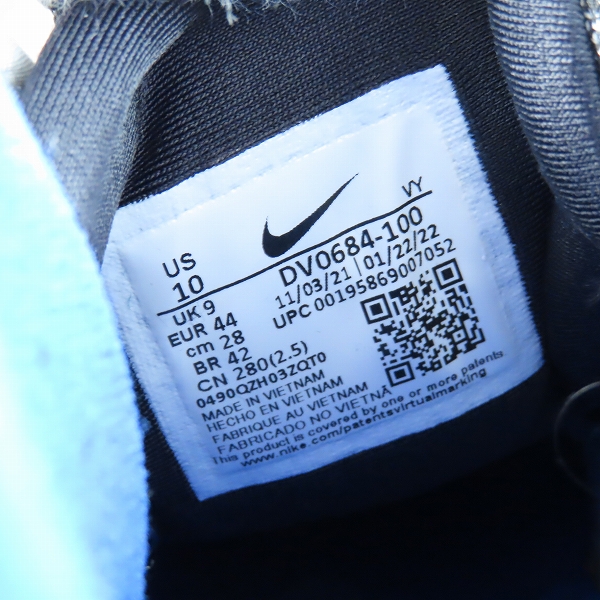 US
10
VY
UK 9
EUR 44
cm 28
BR 42
CN 280(2.5)
DV0684-100
11/03/21 | 01/22/22
UPC 00195869007052
0490QZH03ZQT0
MADE IN VIETNAM
HECHO EN VIETNAM
FABRIQUE AU VIETNAM
FABRICADO NO VIETNÃ
This product is covered by one or more patents
www.nike.com/patentsvirtualmarking